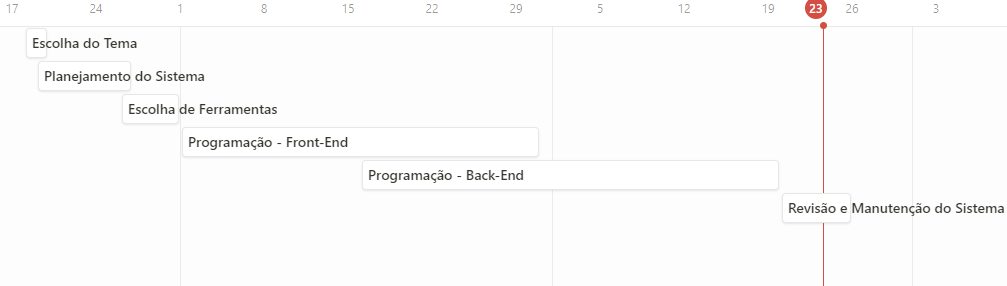 17 24 1 8 15 22 29 5 12 19 23 26 3
Escolha do Tema
Planejamento do Sistema
Escolha de Ferramentas
Programação - Front-End
Programação - Back-End
Revisão e Manutenção do Sistema